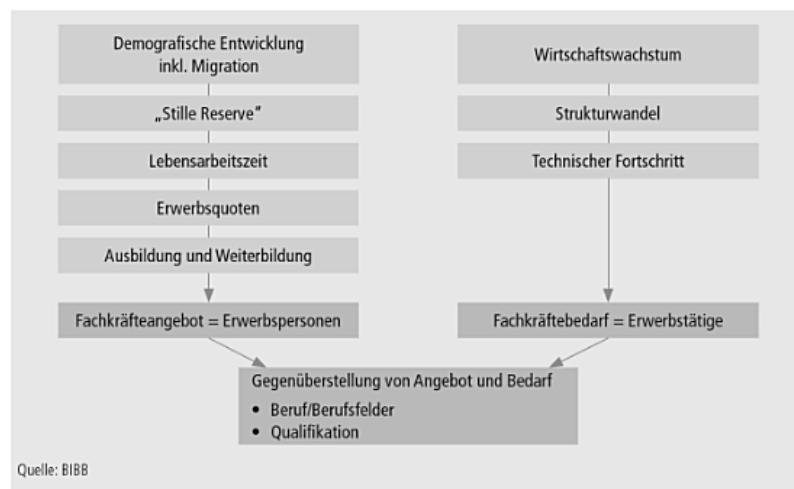 Demografische Entwicklung
inkl. Migration
„Stille Reserve"
Lebensarbeitszeit
Erwerbsquoten
Ausbildung und Weiterbildung
Fachkräfteangebot = Erwerbspersonen
Wirtschaftswachstum
Strukturwandel
Technischer Fortschritt
Fachkräftebedarf = Erwerbstätige
Gegenüberstellung von Angebot und Bedarf
• Beruf/Berufsfelder
• Qualifikation
Quelle: BIBB